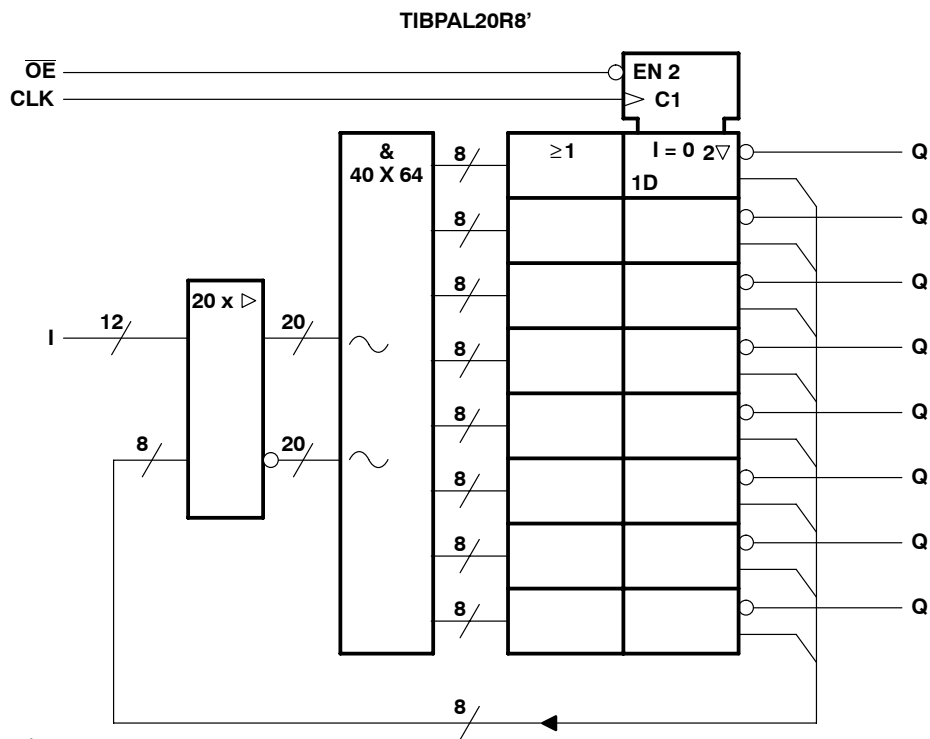 TIBPAL20R8’
OE
EN 2
CLK
C1
&
40 X 64
8
≥1
I = 0 2▽
Q
1D
8
Q
8
Q
20 x ▷
I
12
20
8
Q
8
Q
8
20
8
Q
8
Q
8
Q
8